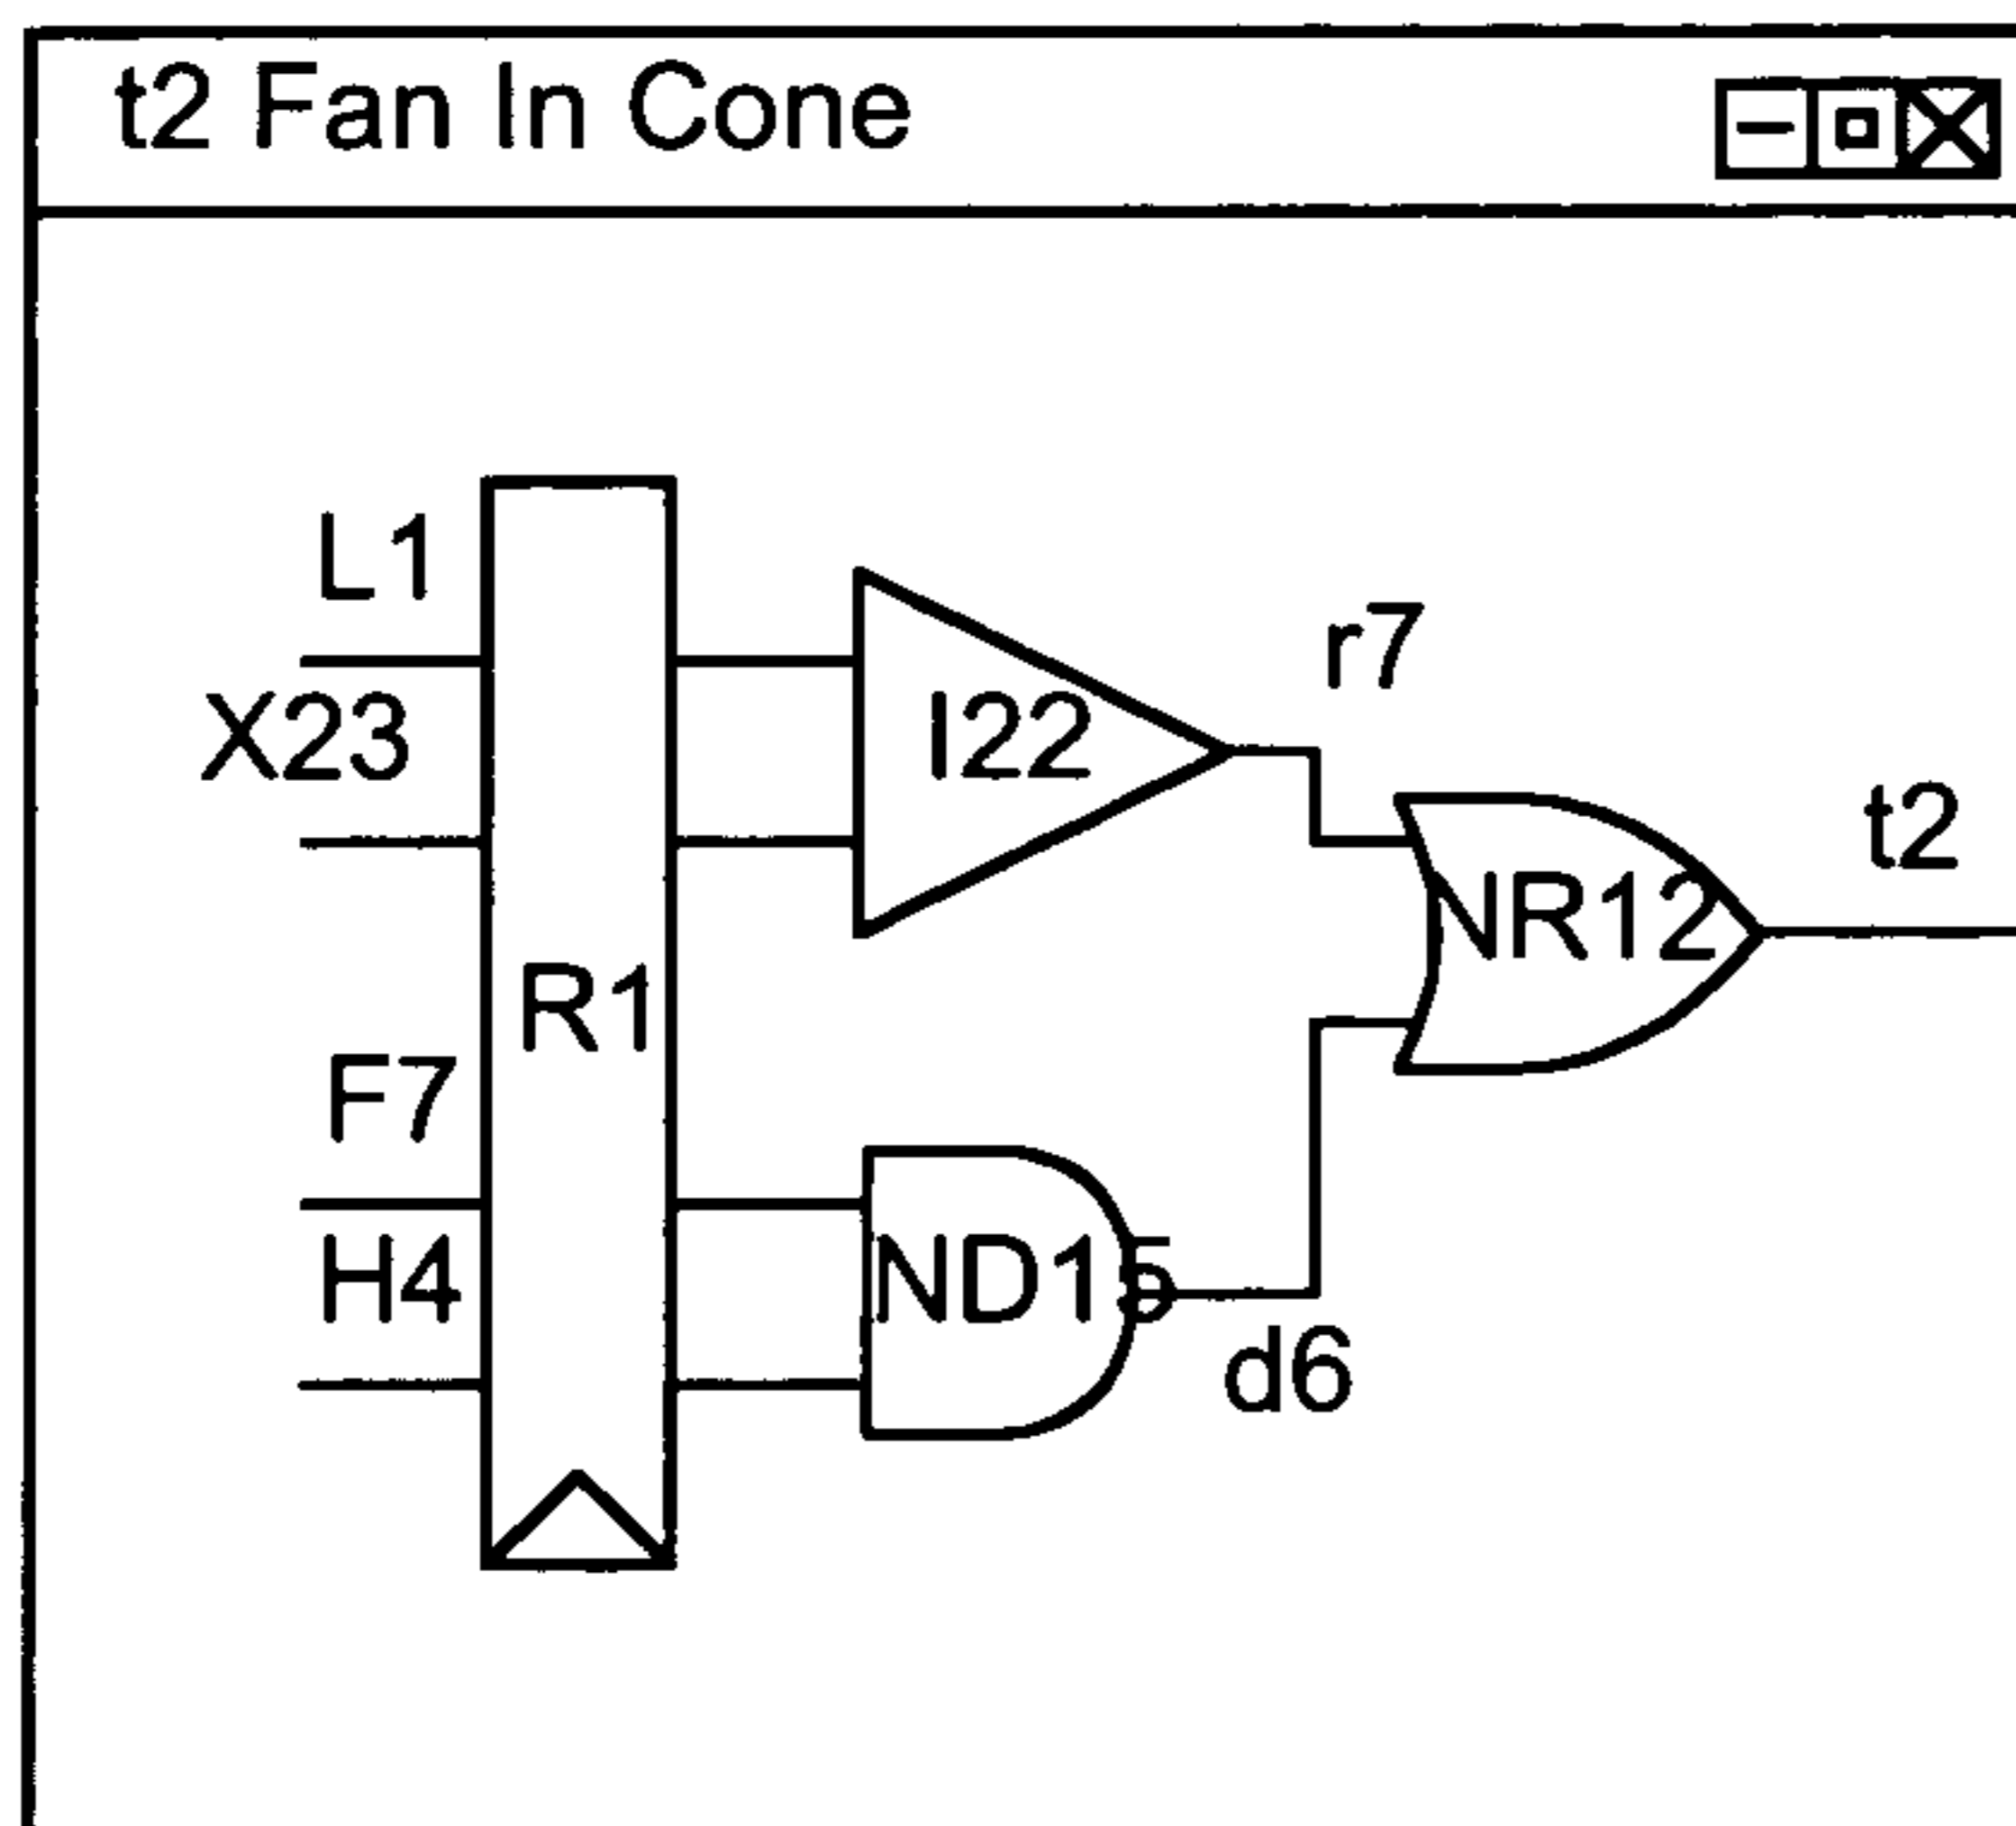 t2 Fan In Cone
L1
X23
I22
r7
t2
NR12
R1
F7
H4
ND15
d6